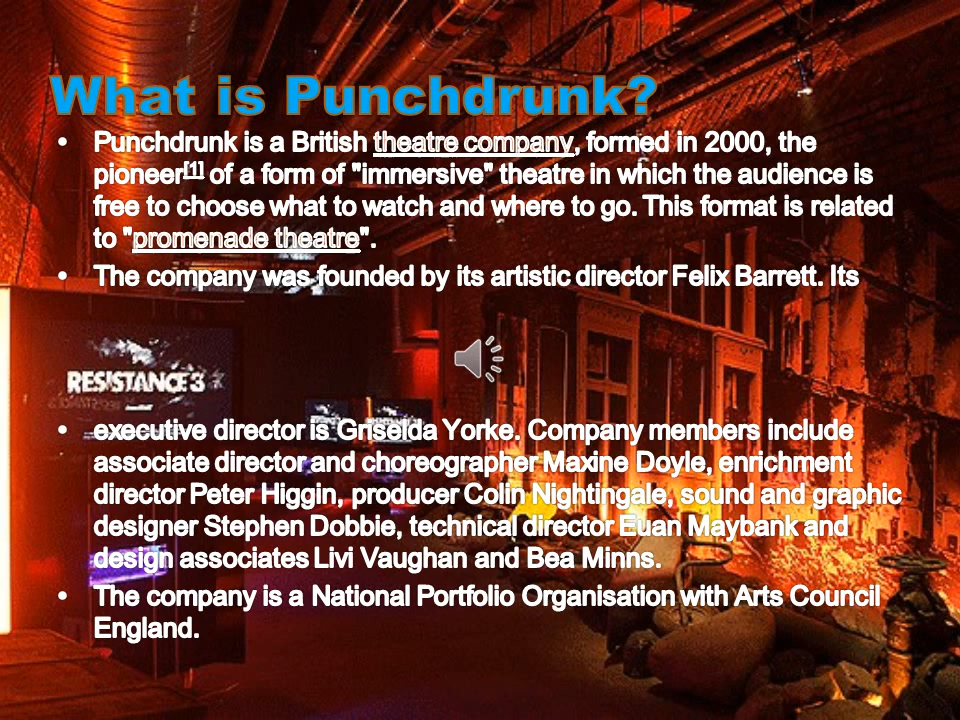 What is Punchdrunk?
• Punchdrunk is a British theatre company, formed in 2000, the
pioneer[1] of a form of "immersive" theatre in which the audience is
free to choose what to watch and where to go. This format is related
to "promenade theatre".
• The company was founded by its artistic director Felix Barrett. Its
RESISTANCE 3
• executive director is Griselda Yorke. Company members include
associate director and choreographer Maxine Doyle, enrichment
director Peter Higgin, producer Colin Nightingale, sound and graphic
designer Stephen Dobbie, technical director Euan Maybank and
design associates Livi Vaughan and Bea Minns.
• The company is a National Portfolio Organisation with Arts Council
England.